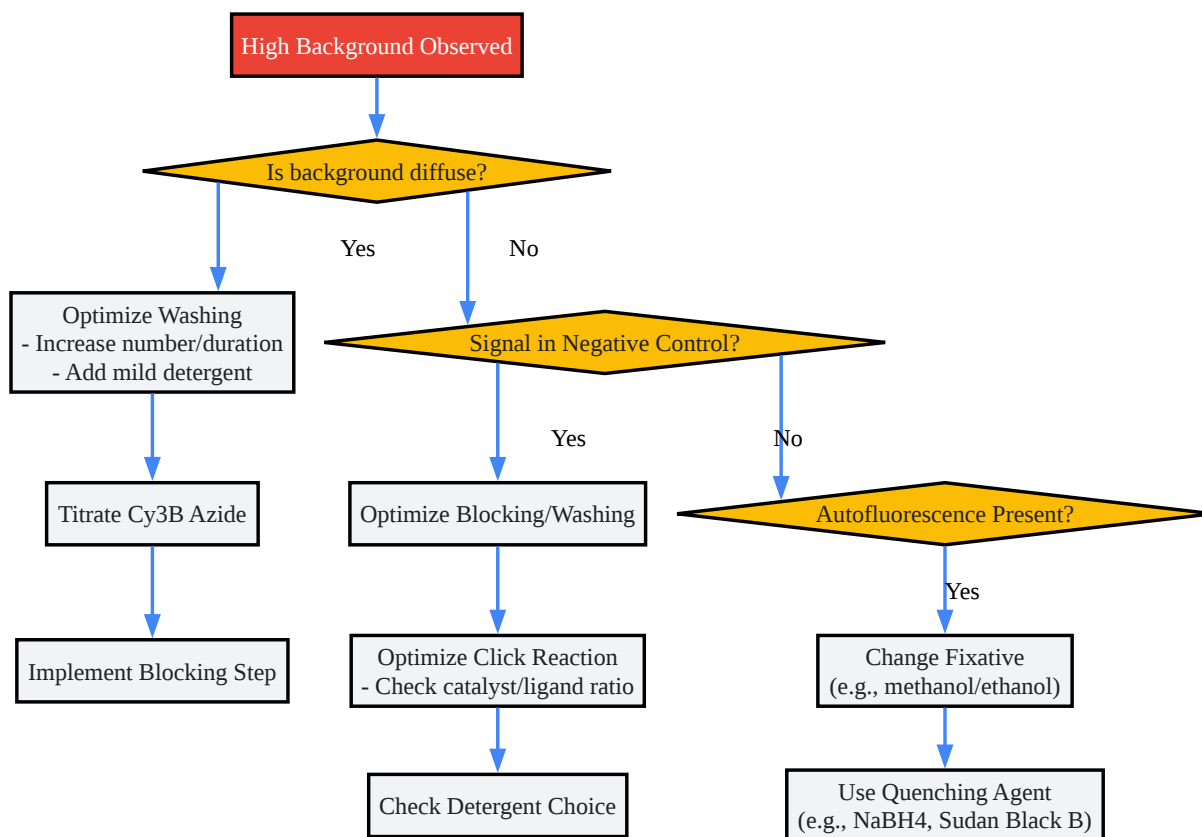 High Background Observed
Is background diffuse?
Yes
No
Optimize Washing
- Increase number/duration
- Add mild detergent
Signal in Negative Control?
Yes
No
Titrate Cy3B Azide
Optimize Blocking/Washing
Autofluorescence Present?
Yes
Implement Blocking Step
Optimize Click Reaction
- Check catalyst/ligand ratio
Change Fixative
(e.g., methanol/ethanol)
Check Detergent Choice
Use Quenching Agent
(e.g., NaBH4, Sudan Black B)